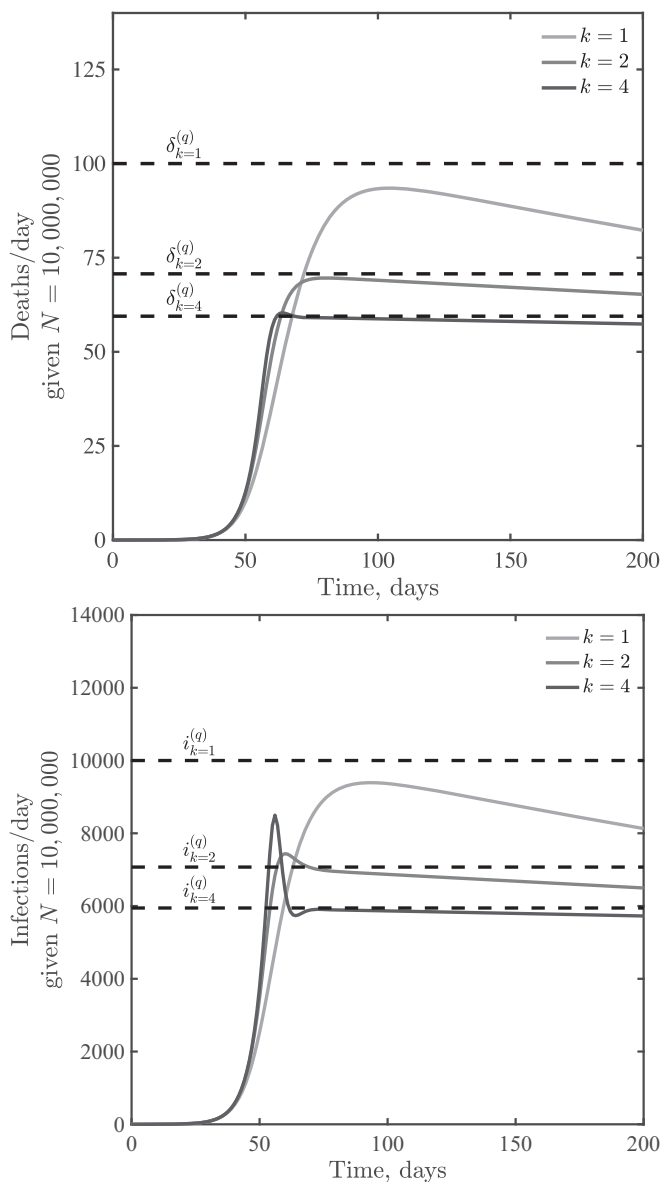 125
100
75
50
25
0
Deaths/day
given N = 10,000,000
k = 1
k = 2
k = 4
δ_{k=1}^{(q)}
δ_{k=2}^{(q)}
δ_{k=4}^{(q)}
0 50 100 150 200
Time, days
14000
12000
10000
8000
6000
4000
2000
0
Infections/day
given N = 10,000,000
k = 1
k = 2
k = 4
i_{k=1}^{(q)}
i_{k=2}^{(q)}
i_{k=4}^{(q)}
0 50 100 150 200
Time, days